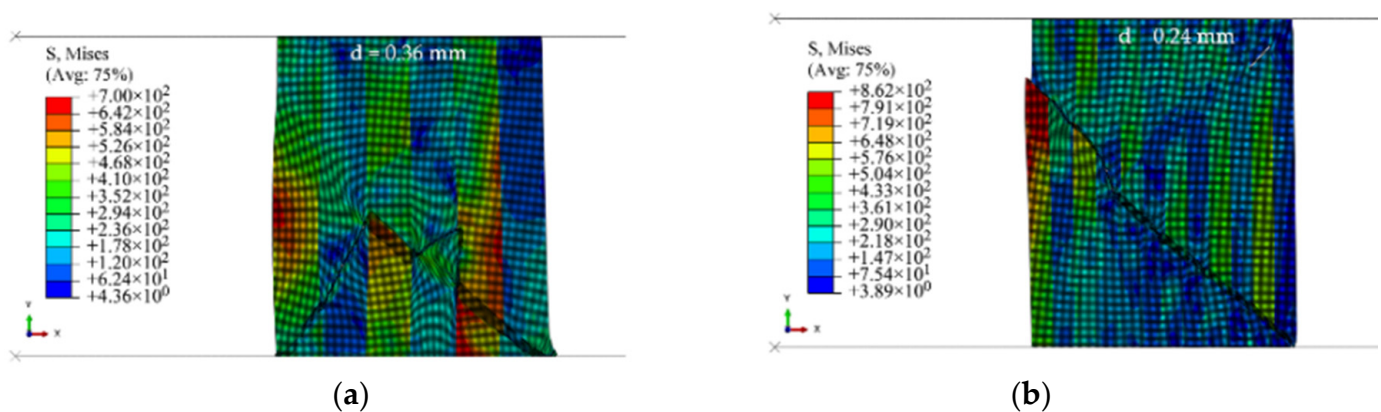 S, Mises
(Avg: 75%)
+7.00×10²
+6.42×10²
+5.84×10²
+5.26×10²
+4.68×10²
+4.10×10²
+3.52×10²
+2.94×10²
+2.36×10²
+1.78×10²
+1.20×10²
+6.24×10¹
+4.36×10⁰
d = 0.36 mm
Y
X
(a)
S, Mises
(Avg: 75%)
+8.62×10²
+7.91×10²
+7.19×10²
+6.48×10²
+5.76×10²
+5.04×10²
+4.33×10²
+3.61×10²
+2.90×10²
+2.18×10²
+1.47×10²
+7.54×10¹
+3.89×10⁰
d 0.24 mm
Y
X
(b)